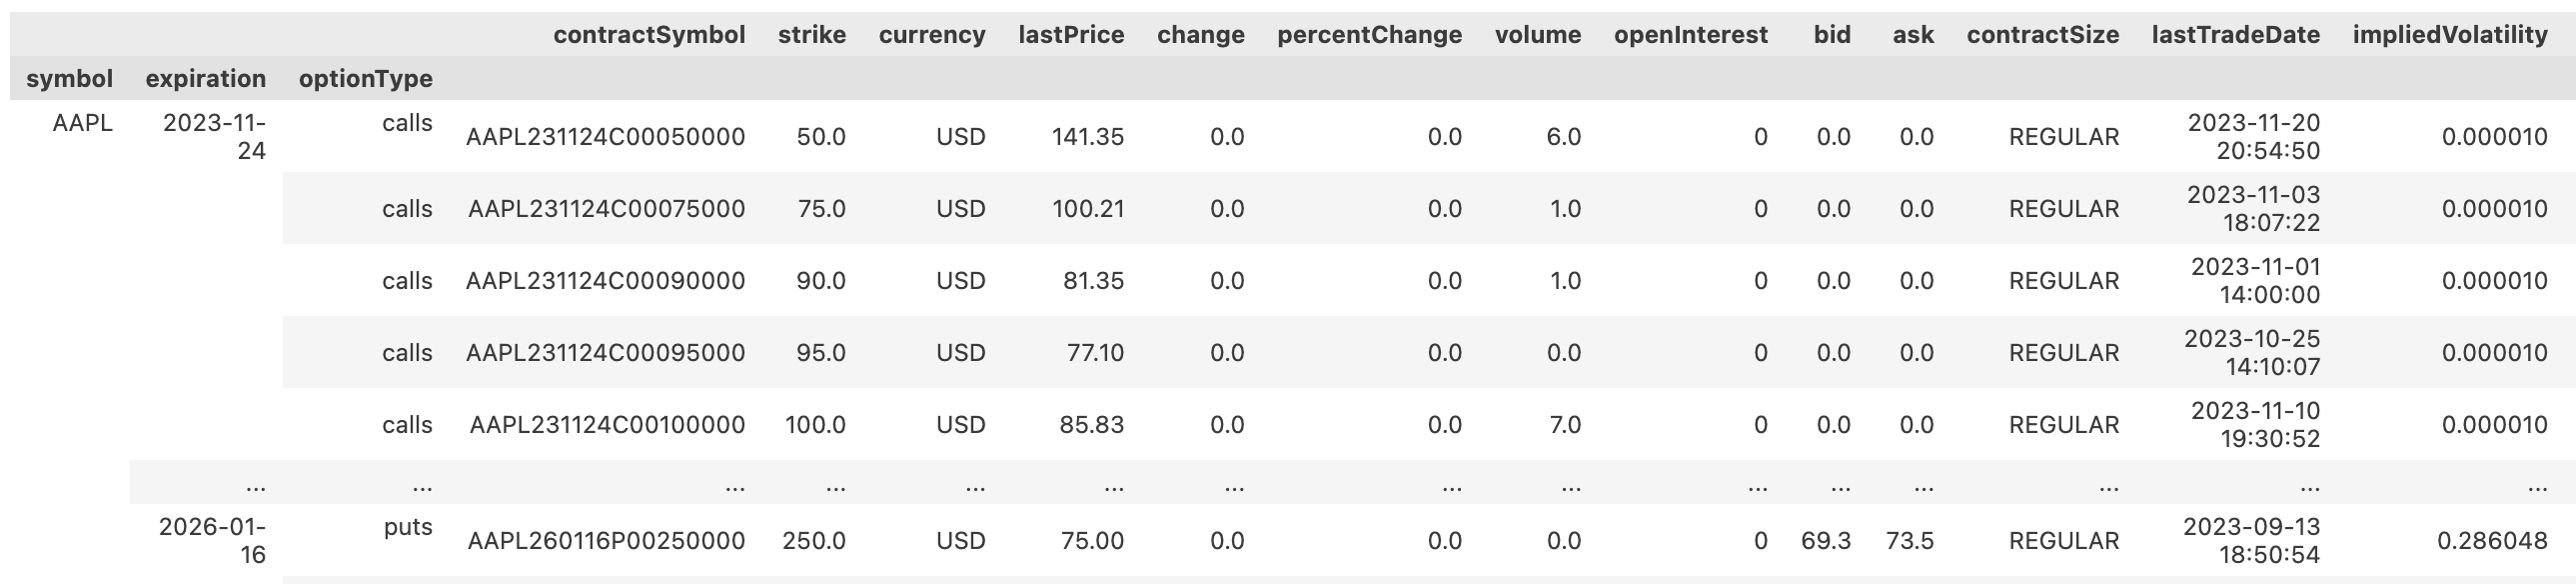 contractSymbol strike currency lastPrice change percentChange volume openInterest bid ask contractSize lastTradeDate impliedVolatility
symbol expiration optionType
AAPL 2023-11-24 calls AAPL231124C00050000 50.0 USD 141.35 0.0 0.0 6.0 0 0.0 0.0 REGULAR 2023-11-20 20:54:50 0.000010
calls AAPL231124C00075000 75.0 USD 100.21 0.0 0.0 1.0 0 0.0 0.0 REGULAR 2023-11-03 18:07:22 0.000010
calls AAPL231124C00090000 90.0 USD 81.35 0.0 0.0 1.0 0 0.0 0.0 REGULAR 2023-11-01 14:00:00 0.000010
calls AAPL231124C00095000 95.0 USD 77.10 0.0 0.0 0.0 0 0.0 0.0 REGULAR 2023-10-25 14:10:07 0.000010
calls AAPL231124C00100000 100.0 USD 85.83 0.0 0.0 7.0 0 0.0 0.0 REGULAR 2023-11-10 19:30:52 0.000010
... ... ... ... ... ... ... ... ... ... ... ... ... ... ...
2026-01-16 puts AAPL260116P00250000 250.0 USD 75.00 0.0 0.0 0.0 0 69.3 73.5 REGULAR 2023-09-13 18:50:54 0.286048